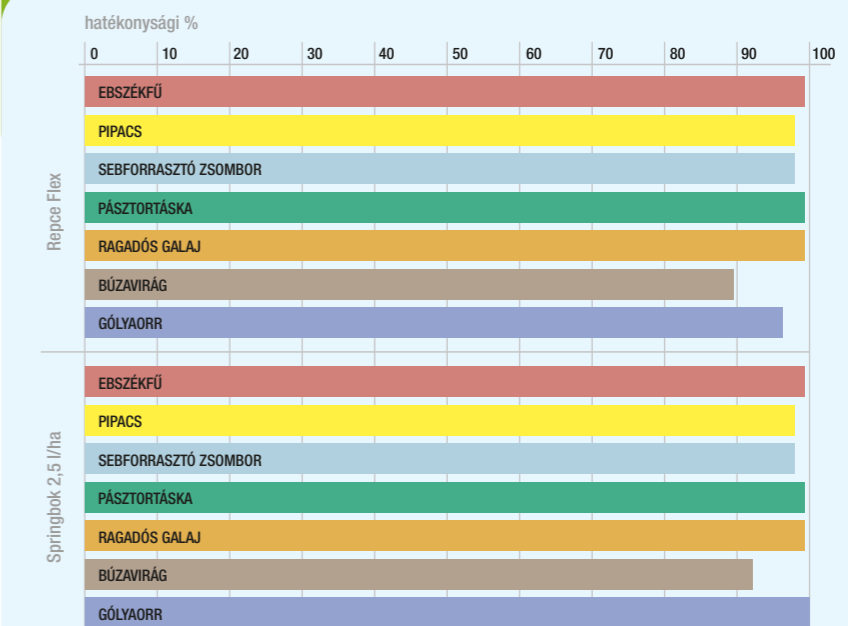 hatékonysági %
0 10 20 30 40 50 60 70 80 90 100
Repce Flex
EBSZÉKFŰ
PIPACS
SEBFORRASZTÓ ZSOMBOR
PÁSZTORTÁSKA
RAGADÓS GALAJ
BÚZAVIRÁG
GÓLYAORR
Springbok 2,5 l/ha
EBSZÉKFŰ
PIPACS
SEBFORRASZTÓ ZSOMBOR
PÁSZTORTÁSKA
RAGADÓS GALAJ
BÚZAVIRÁG
GÓLYAORR